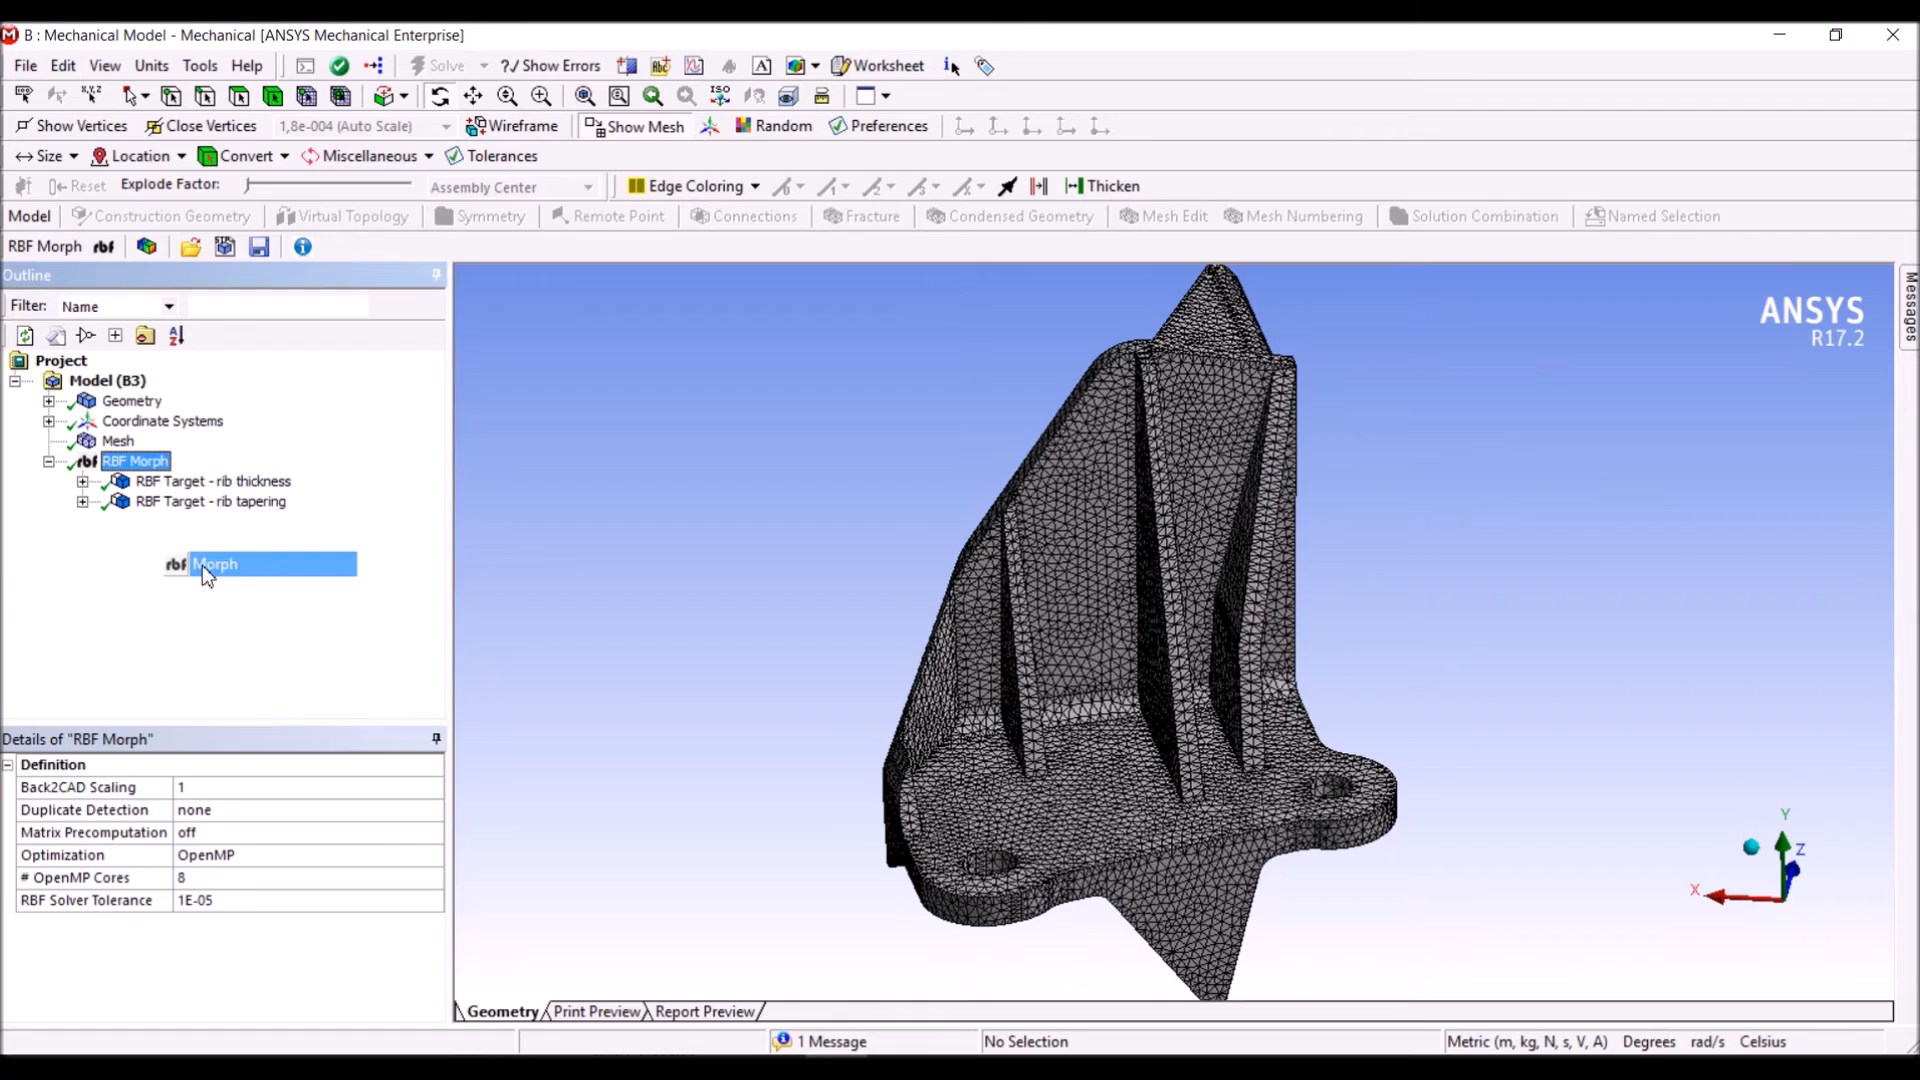 B : Mechanical Model - Mechanical [ANSYS Mechanical Enterprise]
File Edit View Units Tools Help Solve ?/ Show Errors Worksheet
Show Vertices Close Vertices 1,8e-004 (Auto Scale) Wireframe Show Mesh Random Preferences
Size Location Convert Miscellaneous Tolerances
Reset Explode Factor: Assembly Center Edge Coloring Thicken
Model Construction Geometry Virtual Topology Symmetry Remote Point Connections Fracture Condensed Geometry Mesh Edit Mesh Numbering Solution Combination Named Selection
RBF Morph rbf
Outline
Filter: Name
Project
Model (B3)
Geometry
Coordinate Systems
Mesh
rbf RBF Morph
RBF Target - rib thickness
RBF Target - rib tapering
rbf Morph
Details of "RBF Morph"
Definition
Back2CAD Scaling 1
Duplicate Detection none
Matrix Precomputation off
Optimization OpenMP
# OpenMP Cores 8
RBF Solver Tolerance 1E-05
ANSYS
R17.2
Messages
Y
Z
X
Geometry Print Preview Report Preview
1 Message No Selection Metric (m, kg, N, s, V, A) Degrees rad/s Celsius